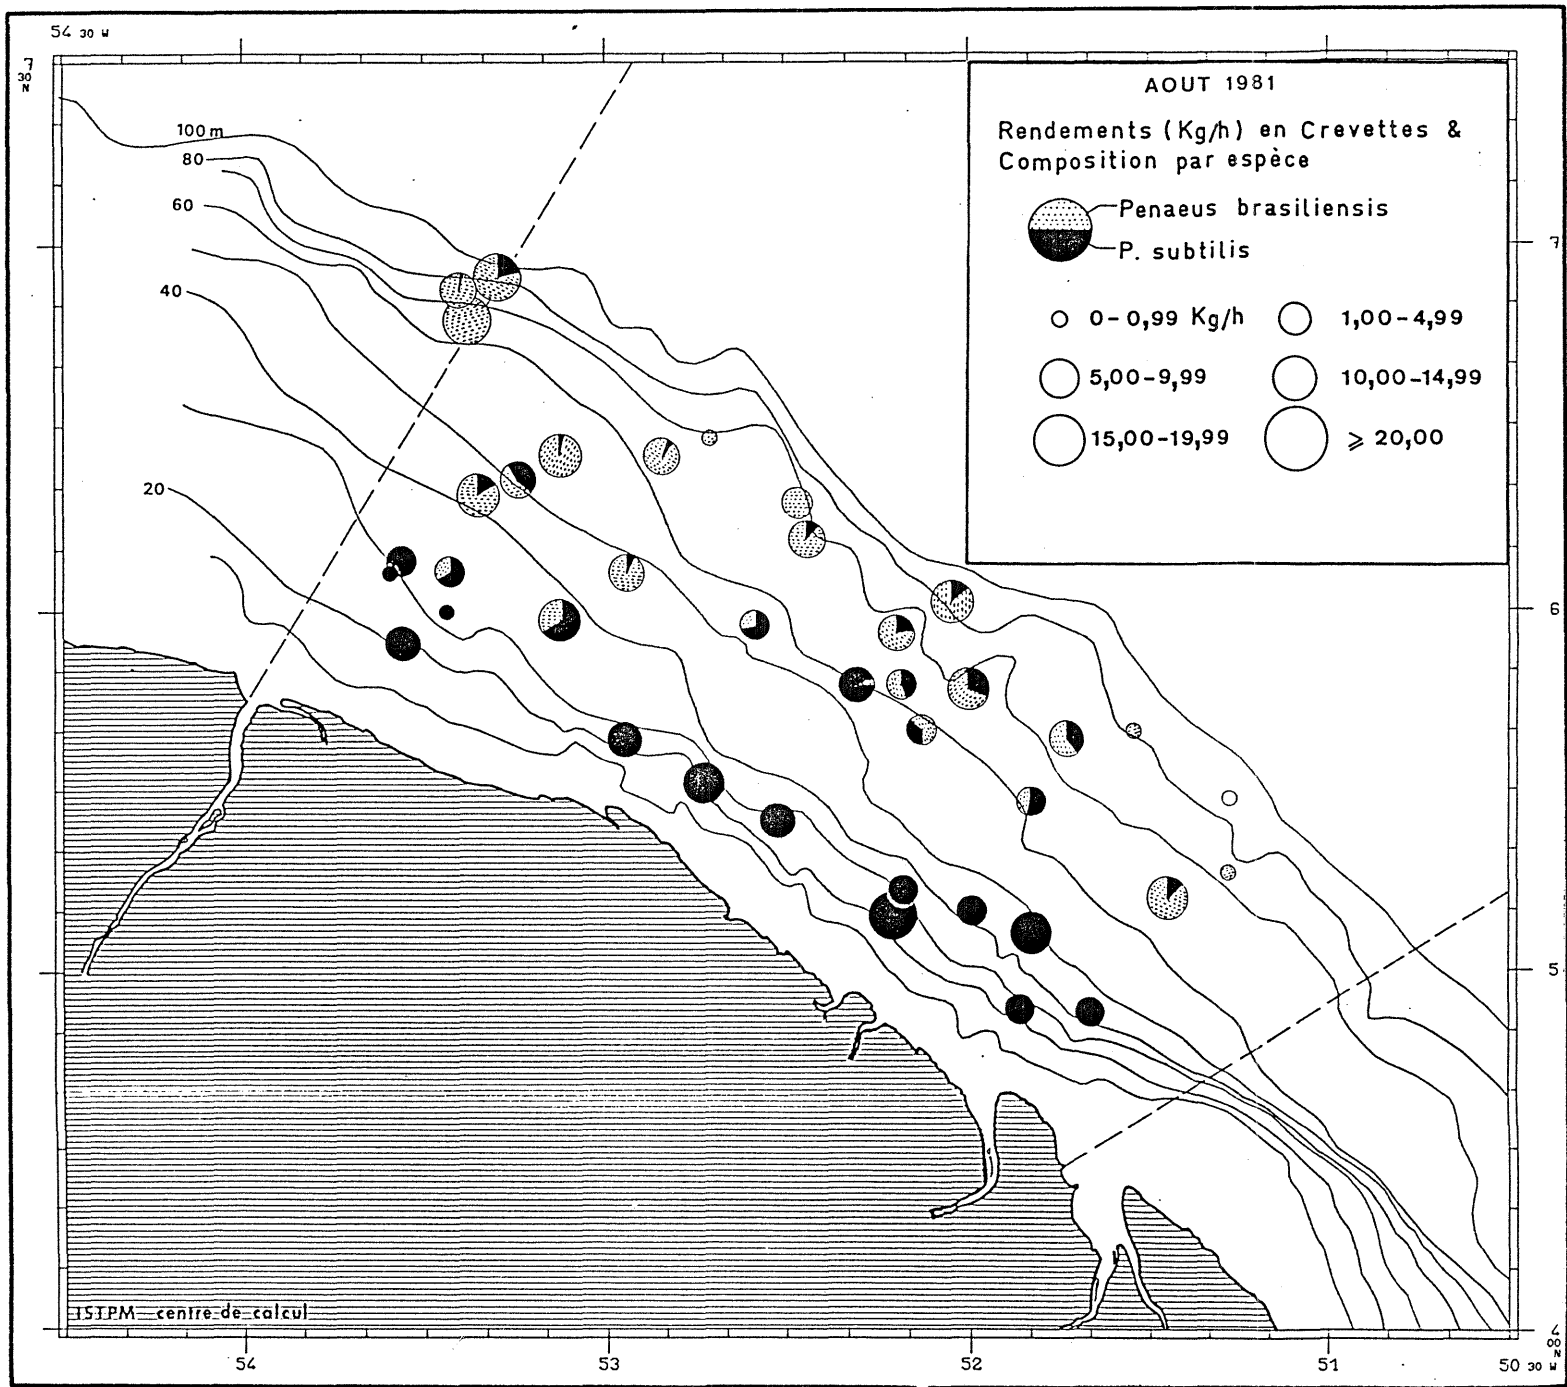 54 30 W
7 30 N
AOUT 1981
Rendements (Kg/h) en Crevettes &
Composition par espèce
Penaeus brasiliensis
P. subtilis
0-0,99 Kg/h
1,00-4,99
5,00-9,99
10,00-14,99
15,00-19,99
⩾ 20,00
100 m
80
60
40
20
7
6
5
4 00 N
ISTPM centre de calcul
54
53
52
51
50 30 W